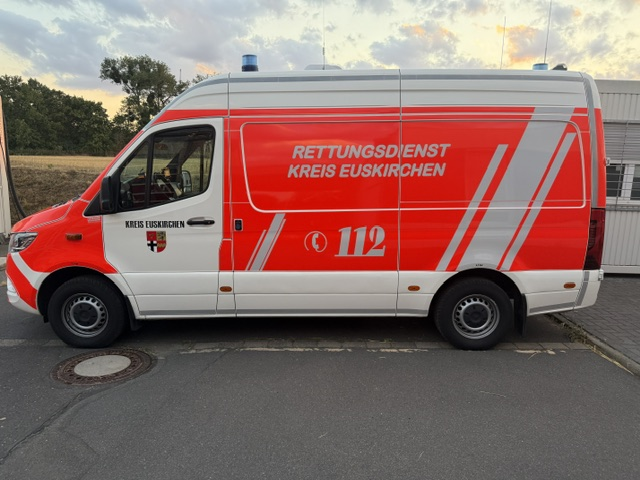 RETTUNGSDIENST
KREIS EUSKIRCHEN
KREIS EUSKIRCHEN
112